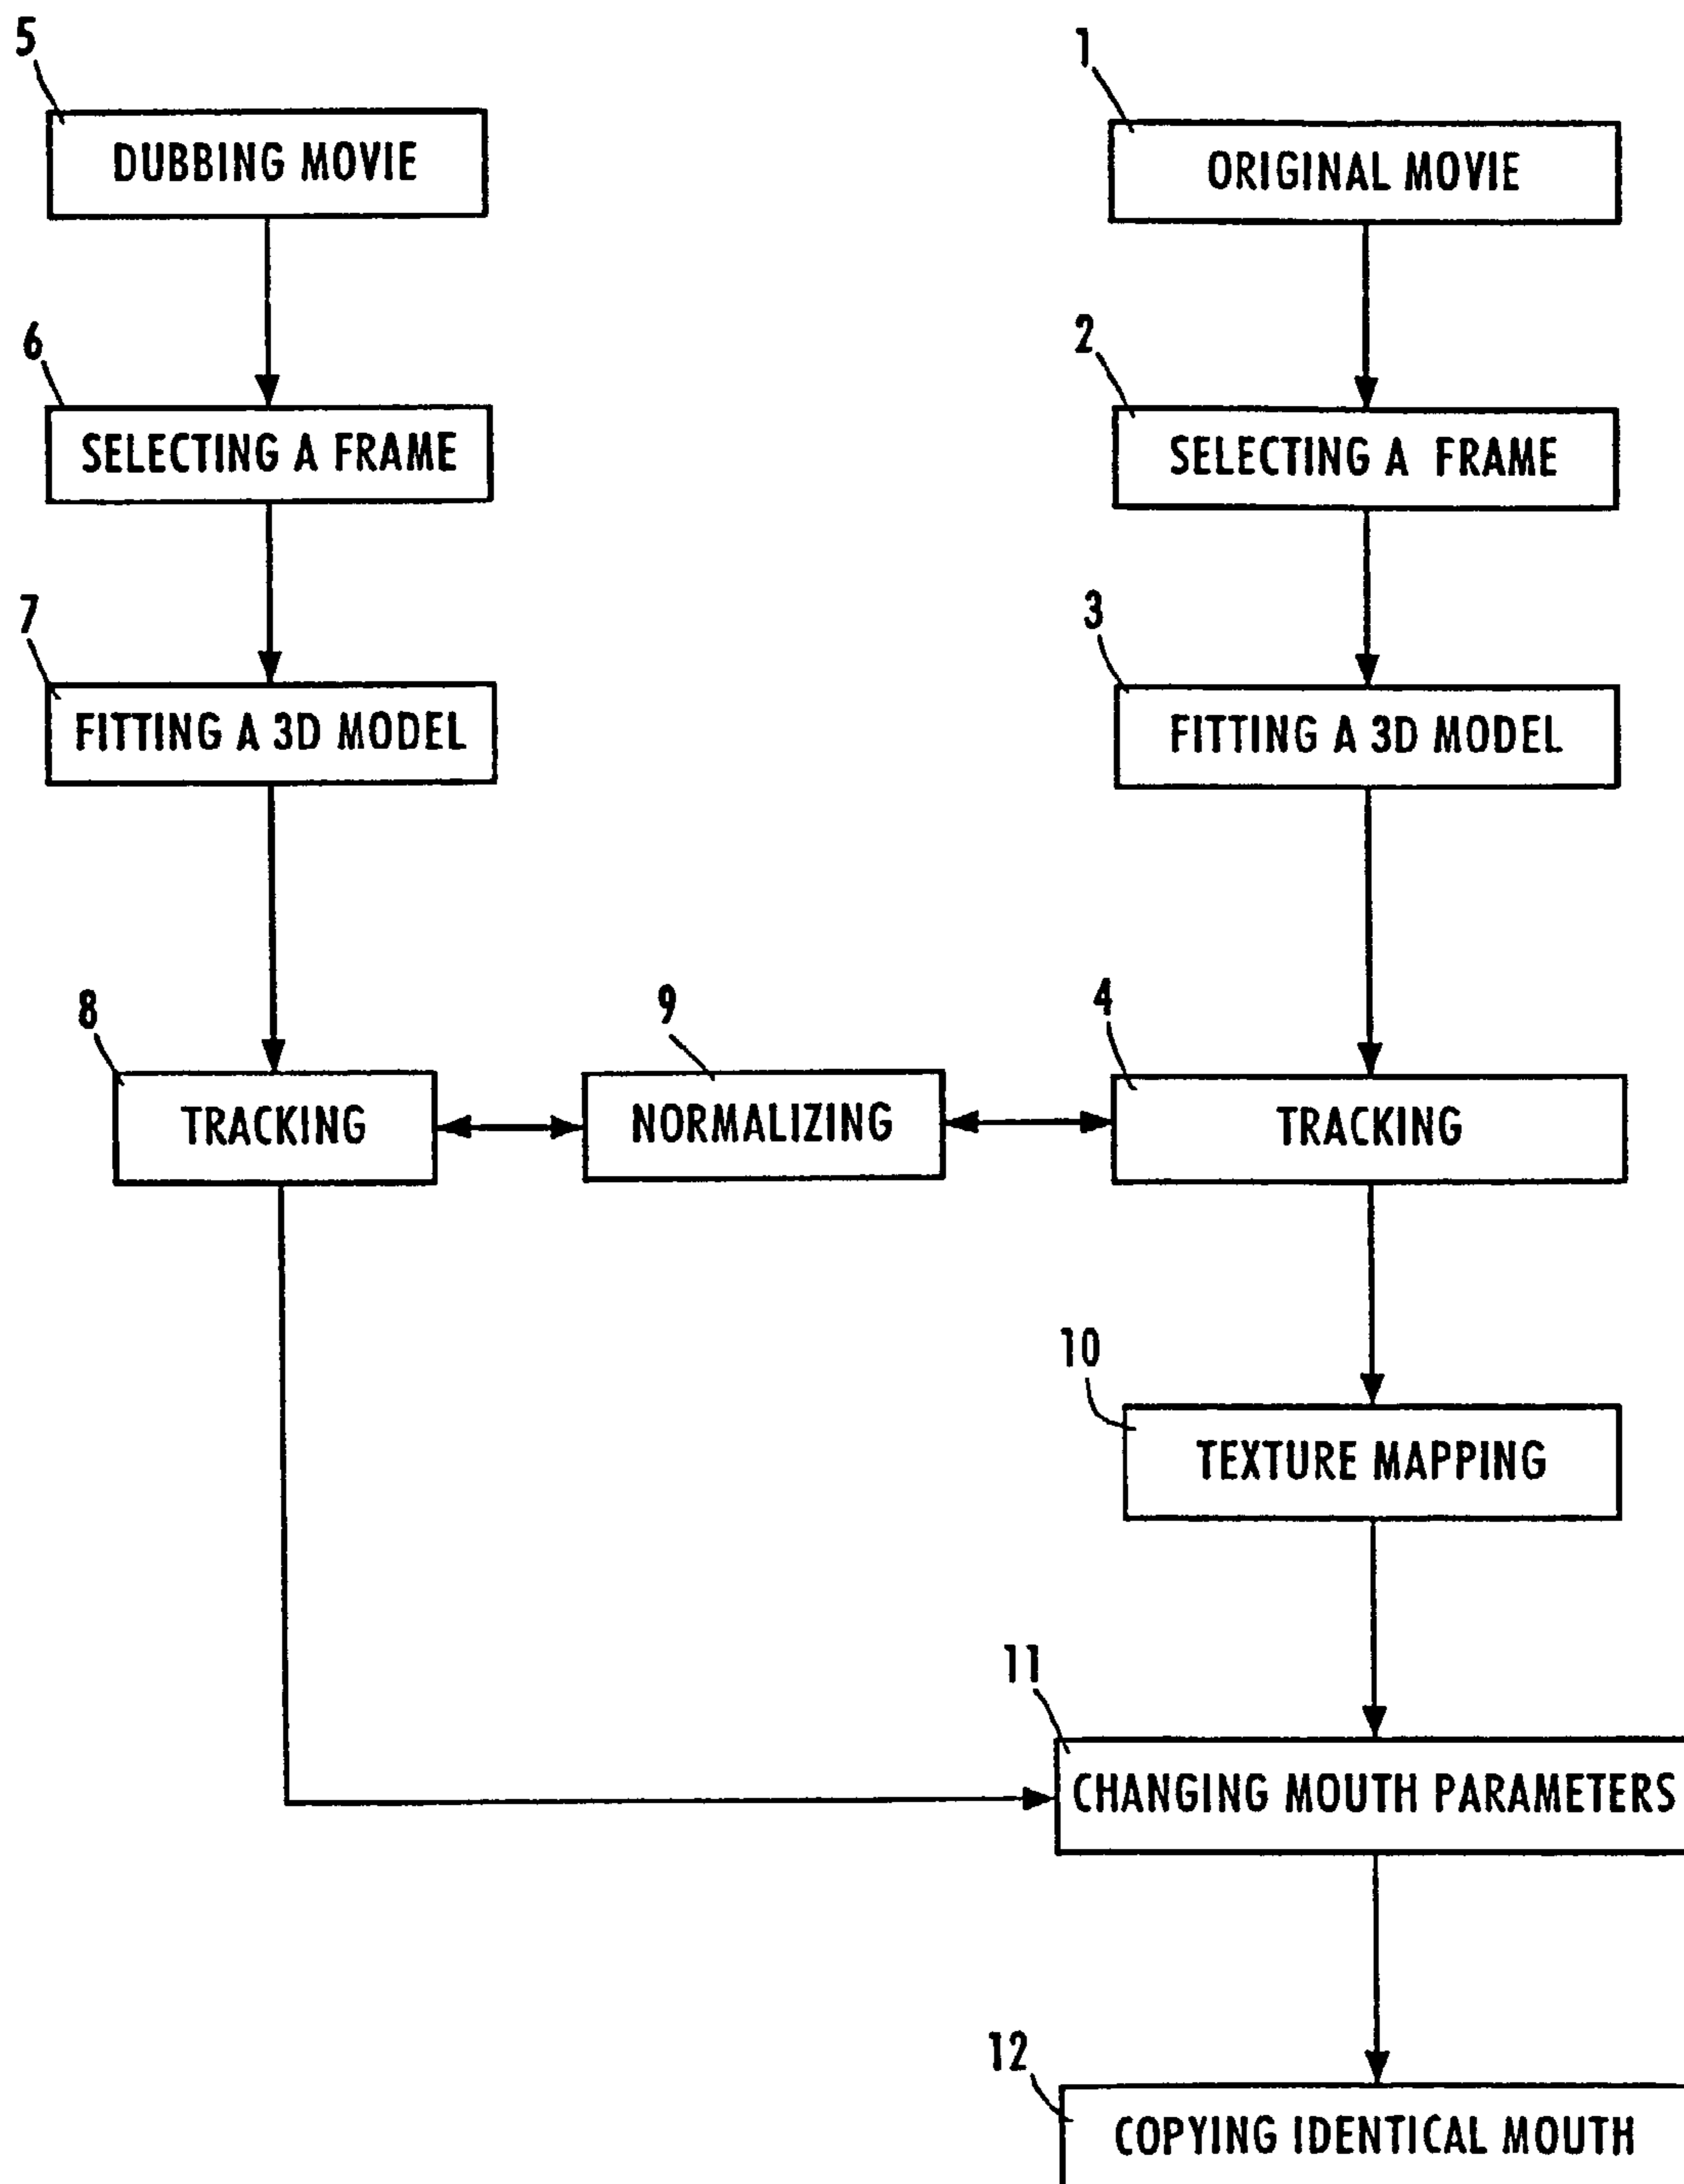 5
DUBBING MOVIE
1
ORIGINAL MOVIE
6
SELECTING A FRAME
2
SELECTING A FRAME
7
FITTING A 3D MODEL
3
FITTING A 3D MODEL
8
TRACKING
9
NORMALIZING
4
TRACKING
10
TEXTURE MAPPING
11
CHANGING MOUTH PARAMETERS
12
COPYING IDENTICAL MOUTH